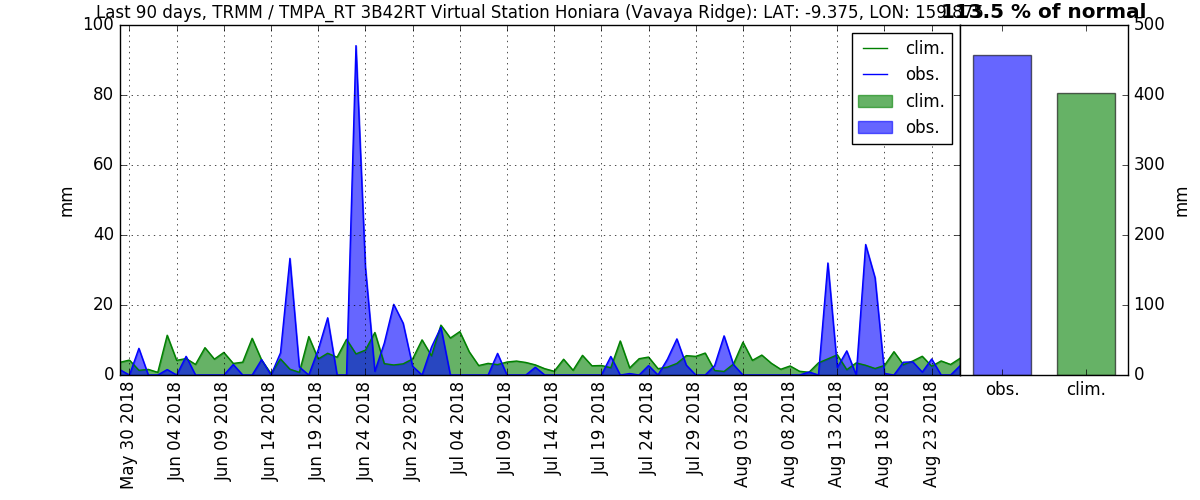 Last 90 days, TRMM / TMPA_RT 3B42RT Virtual Station Honiara (Vavaya Ridge): LAT: -9.375, LON: 159.875
113.5 % of normal
100
80
60
40
20
0
mm
clim.
obs.
clim.
obs.
500
400
300
200
100
0
mm
obs.
clim.
May 30 2018
Jun 04 2018
Jun 09 2018
Jun 14 2018
Jun 19 2018
Jun 24 2018
Jun 29 2018
Jul 04 2018
Jul 09 2018
Jul 14 2018
Jul 19 2018
Jul 24 2018
Jul 29 2018
Aug 03 2018
Aug 08 2018
Aug 13 2018
Aug 18 2018
Aug 23 2018